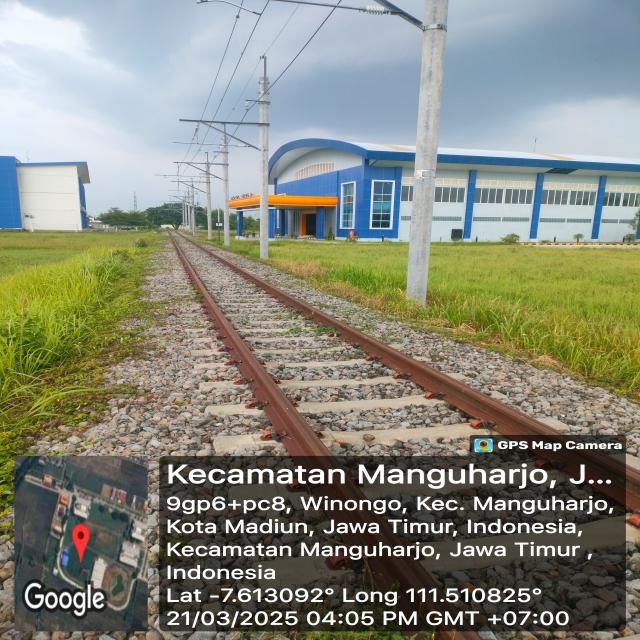 GPS Map Camera
Kecamatan Manguharjo, J...
9gp6+pc8, Winongo, Kec. Manguharjo,
Kota Madiun, Jawa Timur, Indonesia,
Kecamatan Manguharjo, Jawa Timur ,
Indonesia
Lat -7.613092° Long 111.510825°
21/03/2025 04:05 PM GMT +07:00
Google